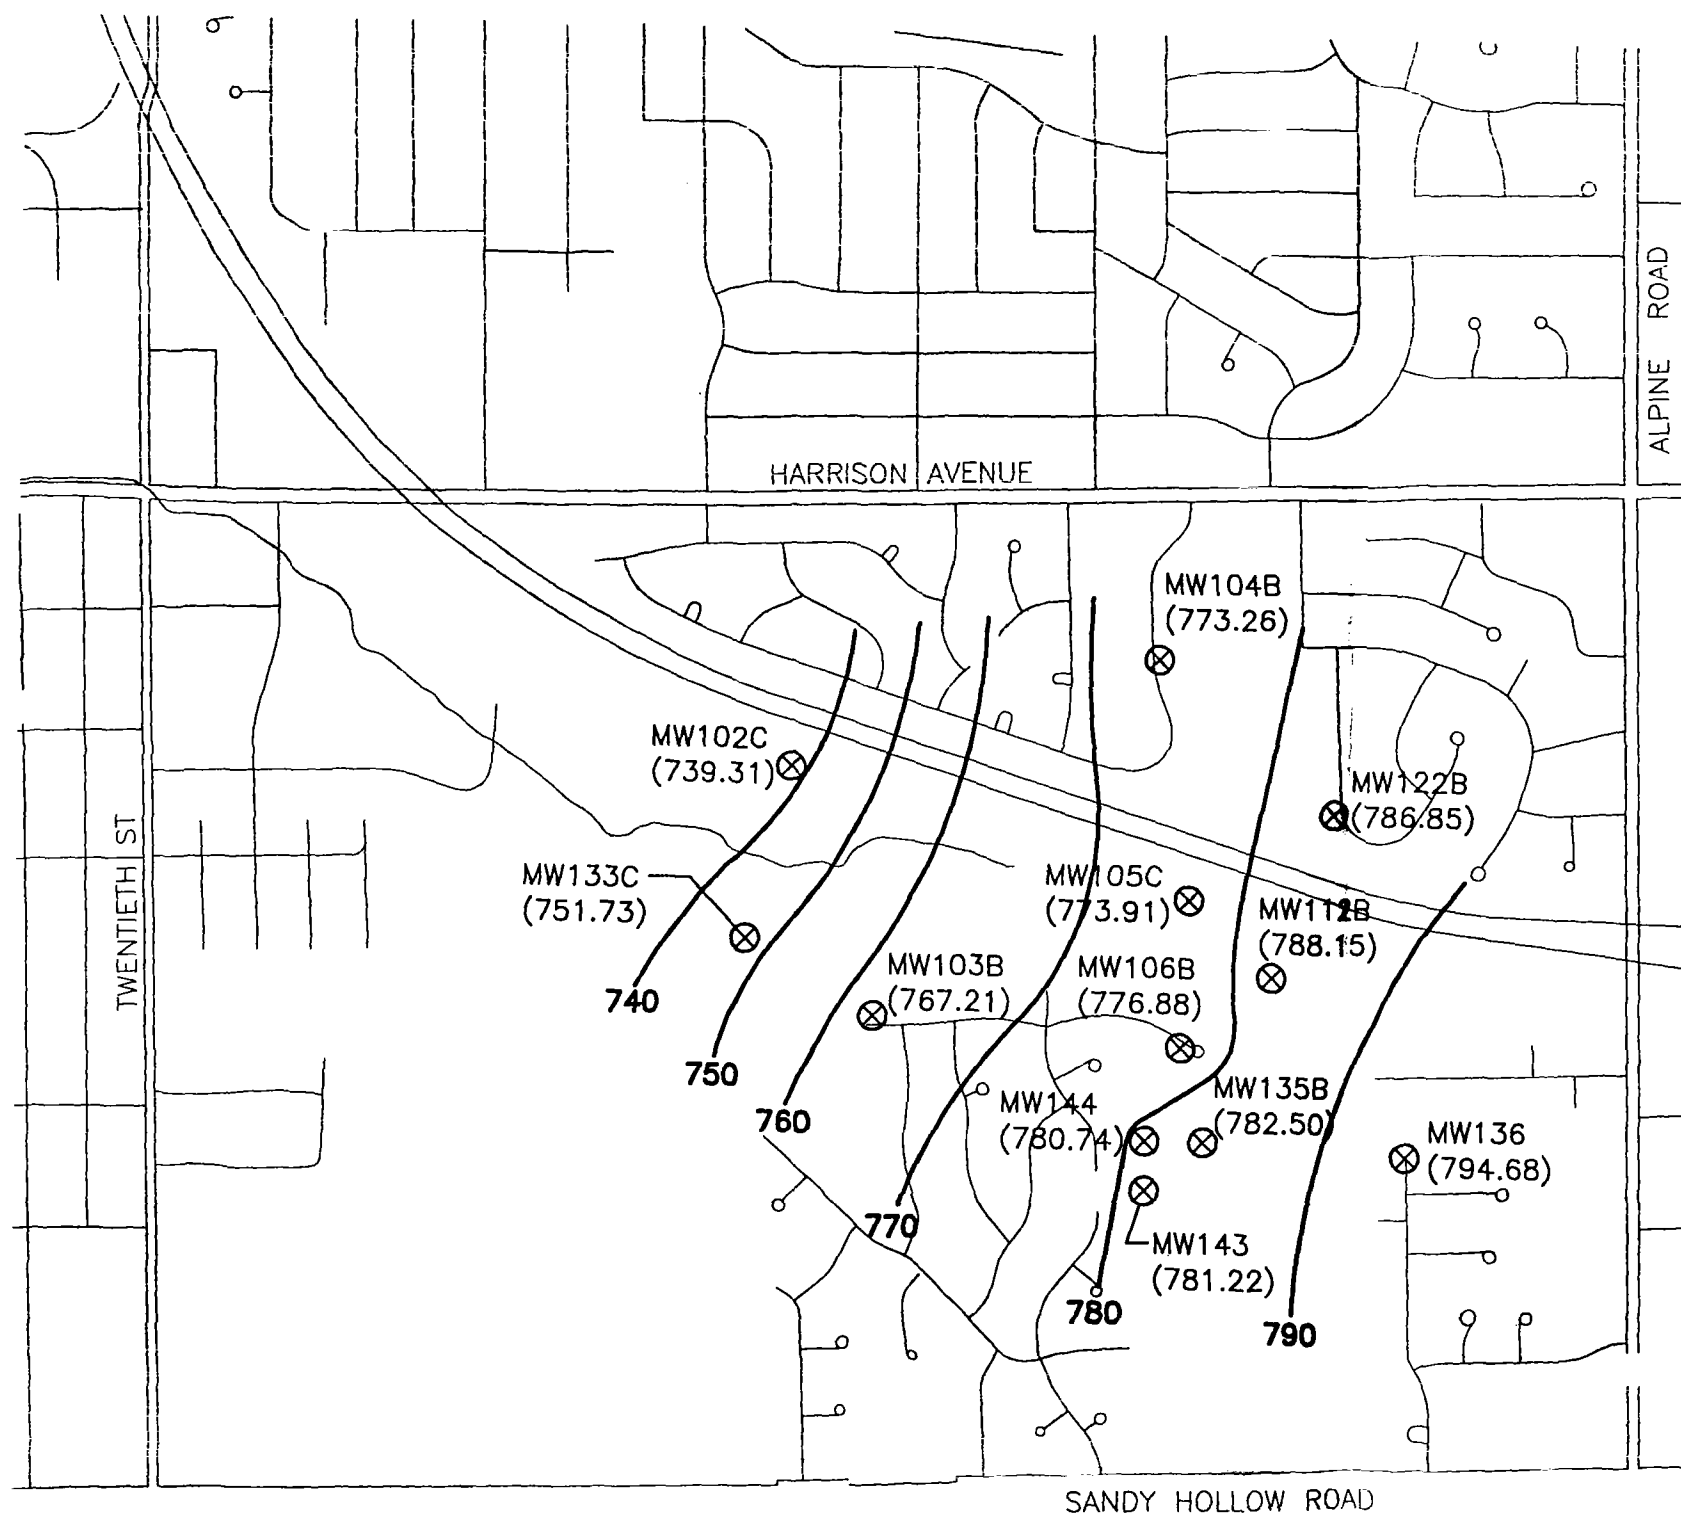 ALPINE ROAD
HARRISON AVENUE
MW104B
(773.26)
MW102C
(739.31)
MW122B
(786.85)
TWENTIETH ST
MW133C
(751.73)
MW105C
(773.91)
(788.15)
MW103B
(767.21)
MW106B
(776.88)
740
750
MW135B
(782.50)
MW144
(780.74)
760
MW136
(794.68)
770
MW143
(781.22)
780
790
SANDY HOLLOW ROAD